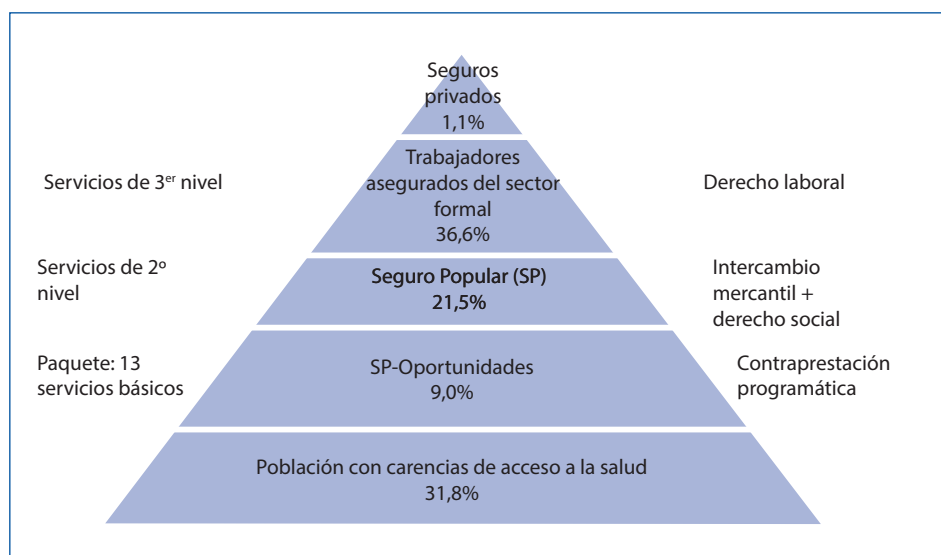 Seguros
privados
1,1%
Servicios de 3er nivel
Trabajadores
asegurados del sector
formal
36,6%
Derecho laboral
Servicios de 2º
nivel
Seguro Popular (SP)
21,5%
Intercambio
mercantil +
derecho social
Paquete: 13
servicios básicos
SP-Oportunidades
9,0%
Contraprestación
programática
Población con carencias de acceso a la salud
31,8%